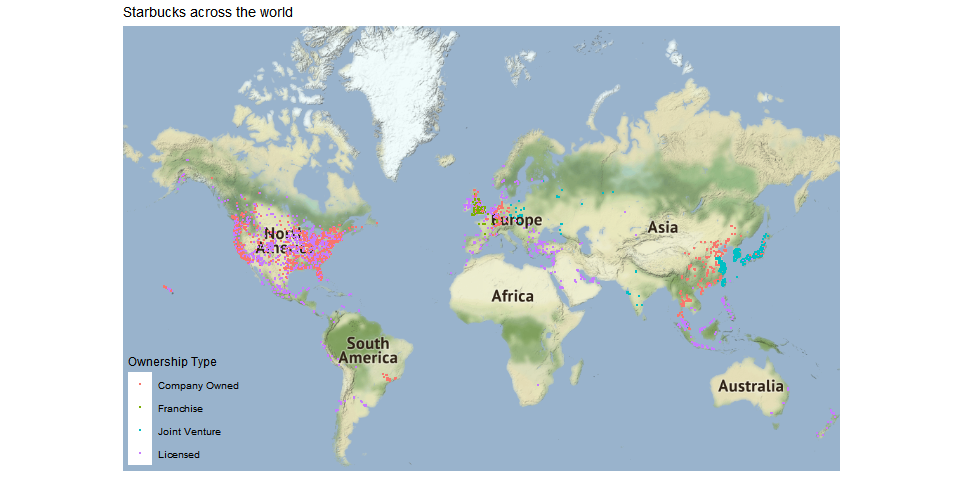 Starbucks across the world
North
America
Europe
Asia
Africa
South
America
Australia
Ownership Type
Company Owned
Franchise
Joint Venture
Licensed